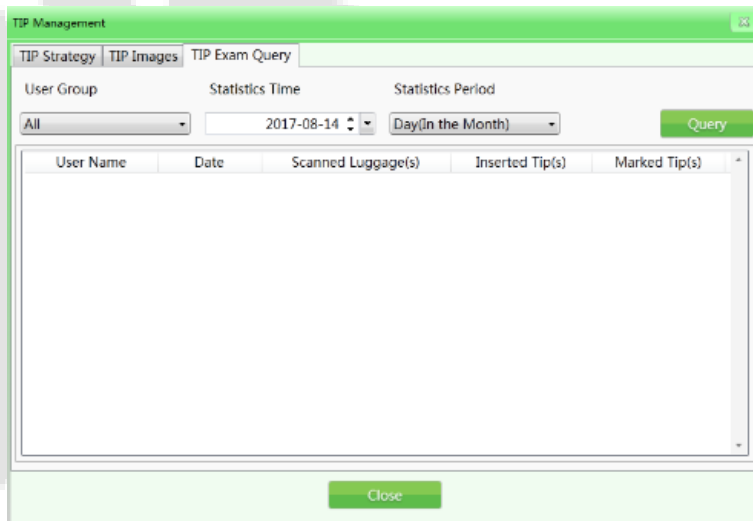 TIP Management
TIP Strategy TIP Images TIP Exam Query
User Group Statistics Time Statistics Period
All 2017-08-14 Day(In the Month) Query
User Name Date Scanned Luggage(s) Inserted Tip(s) Marked Tip(s)
Close